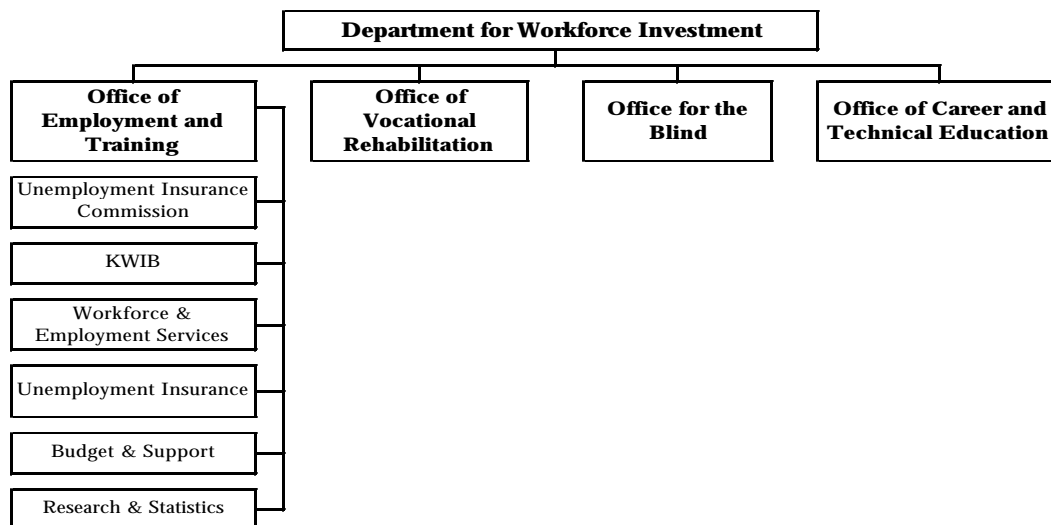 Department for Workforce Investment
Office of
Employment and
Training
Office of
Vocational
Rehabilitation
Office for the
Blind
Office of Career and
Technical Education
Unemployment Insurance
Commission
KWIB
Workforce &
Employment Services
Unemployment Insurance
Budget & Support
Research & Statistics